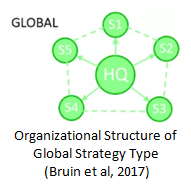 GLOBAL
S1
S5
S2
HQ
S4
S3
Organizational Structure of
Global Strategy Type
(Bruin et al, 2017)